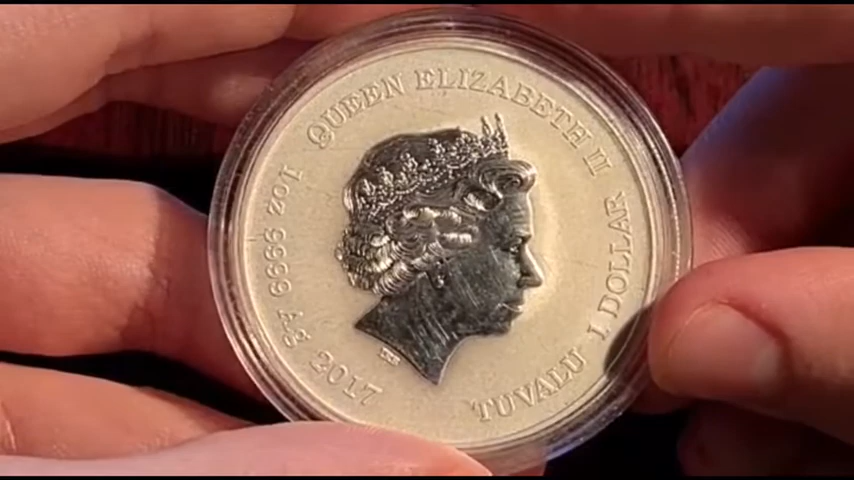 QUEEN ELIZABETH II
TUVALU 1 DOLLAR
1oz 9999 Ag 2017